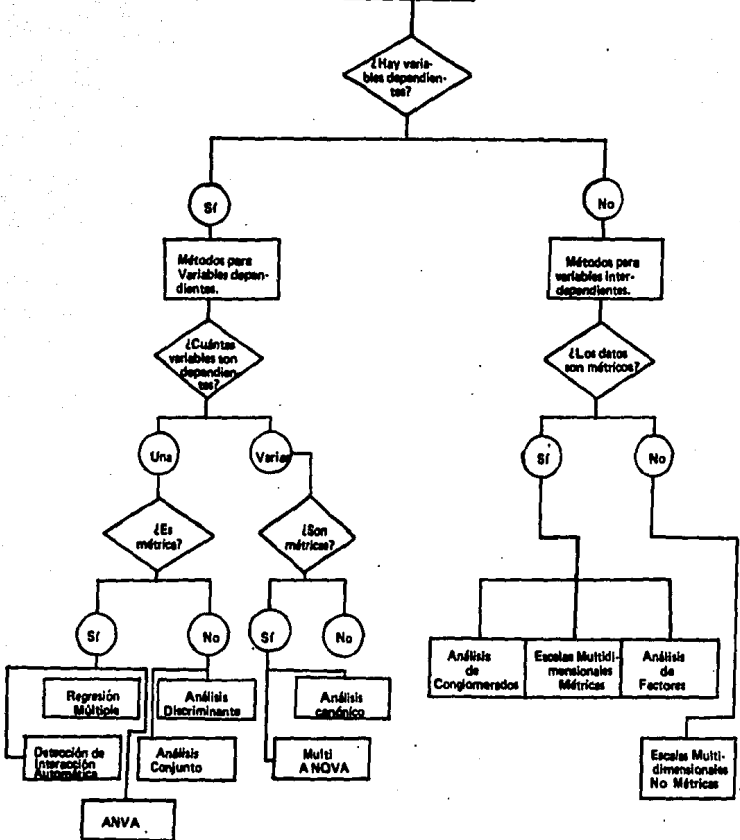 ¿Hay varia-
bles dependien-
tes?
Sí
No
Métodos para
Variables depen-
dientes.
Métodos para
variables inter-
dependientes.
¿Cuántas
variables son
dependien-
tes?
¿Los datos
son métricos?
Una
Varias
Sí
No
¿Es
métrica?
¿Son
métricas?
Sí
No
Sí
No
Análisis
de
Conglomerados
Escalas Multidi-
mensionales
Métricas
Análisis
de
Factores
Regresión
Múltiple
Análisis
Discriminante
Análisis
canónico
Detección de
Interacción
Automática
Análisis
Conjunto
Multi
A NOVA
Escalas Multi-
dimensionales
No Métricas
ANVA